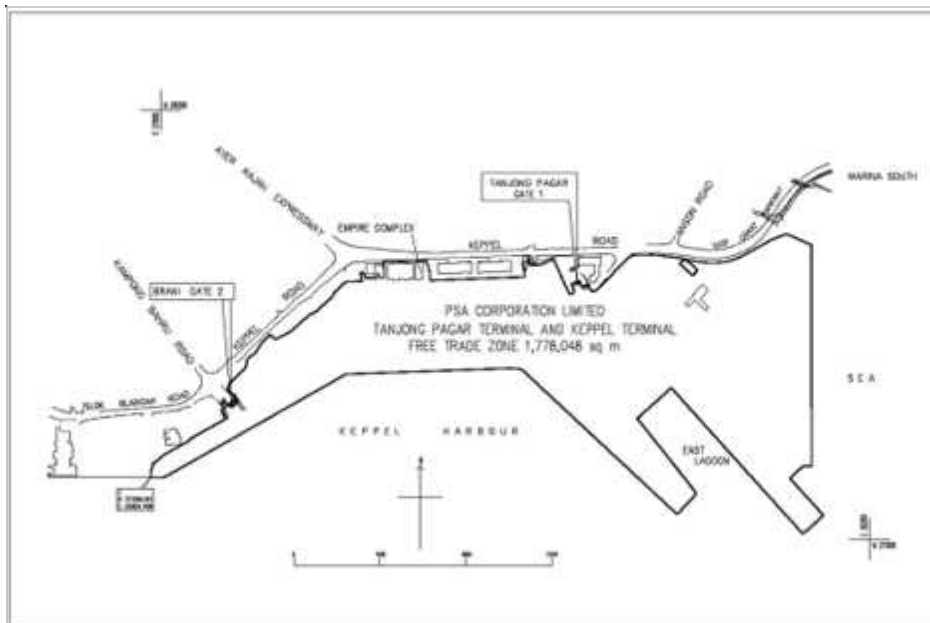 AYER RAJAH EXPRESSWAY
TANJONG PAGAR
GATE 1
ANSON ROAD
MARINA SOUTH
EMPIRE COMPLEX
KEPPEL ROAD
KAMPONG BAHRU ROAD
BRANI GATE 2
KEPPEL ROAD
PSA CORPORATION LIMITED
TANJONG PAGAR TERMINAL AND KEPPEL TERMINAL
FREE TRADE ZONE 1,778,048 sq m
SEA
TELOK BLANGAH ROAD
KEPPEL HARBOUR
EAST
LAGOON